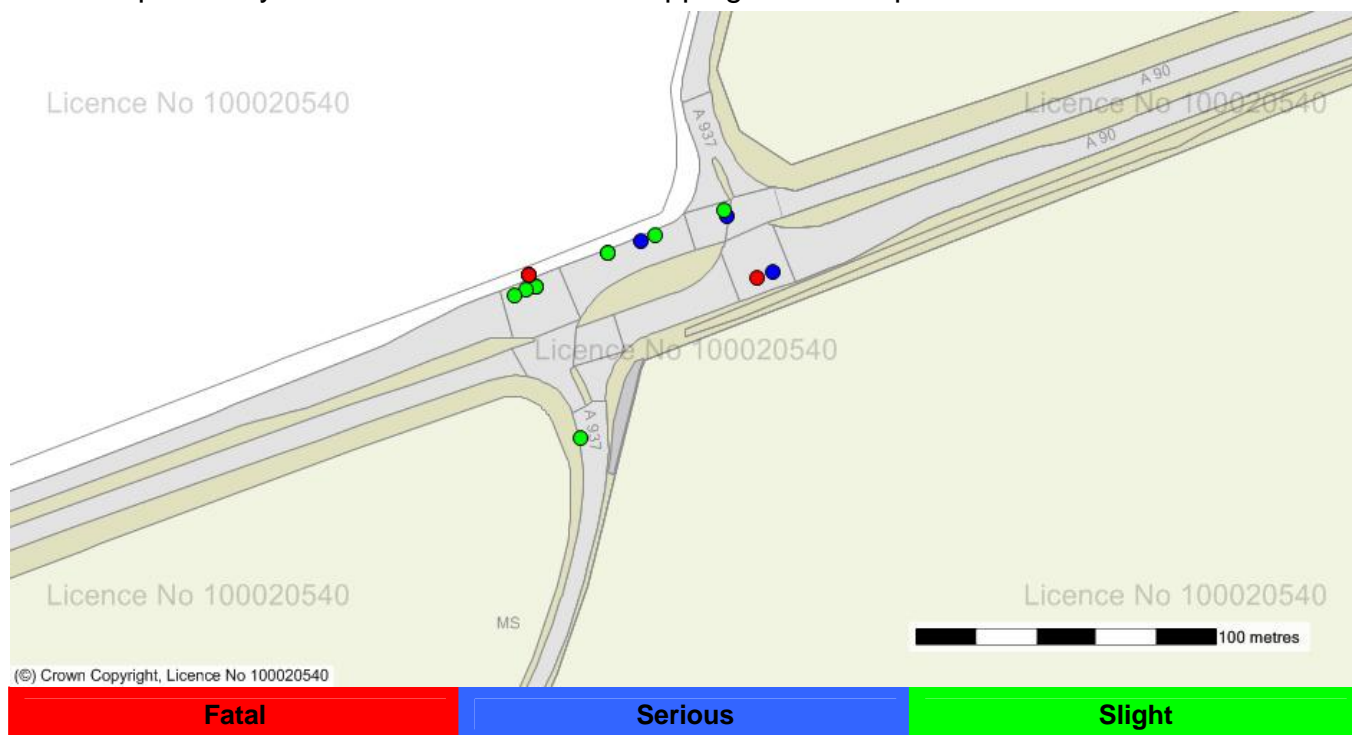 Licence No 100020540
Licence No 100020540
A 90
A 90
A 937
Licence No 100020540
A 937
Licence No 100020540
Licence No 100020540
MS
100 metres
(©) Crown Copyright, Licence No 100020540
Fatal
Serious
Slight